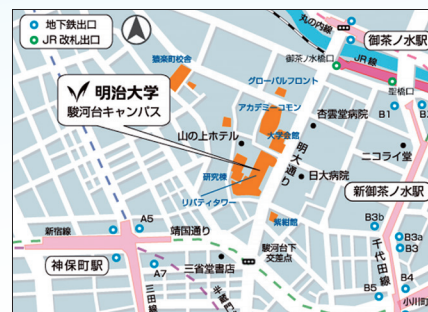 地下鉄出口
JR 改札出口
猿楽町校舎
丸の内線
御茶ノ水駅
御茶ノ水橋口
JR線
聖橋口
グローバルフロント
明治大学
駿河台キャンパス
アカデミーコモン
杏雲堂病院
B1
B2
大学会館
山の上ホテル
明大通り
ニコライ堂
研究棟
日大病院
リバティタワー
新御茶ノ水駅
紫紺館
A5
新宿線
靖国通り
B3b
B3a
B3
千代田線
神保町駅
A7
三省堂書店
駿河台下
交差点
三田線
半蔵門
B4
B5
小川町